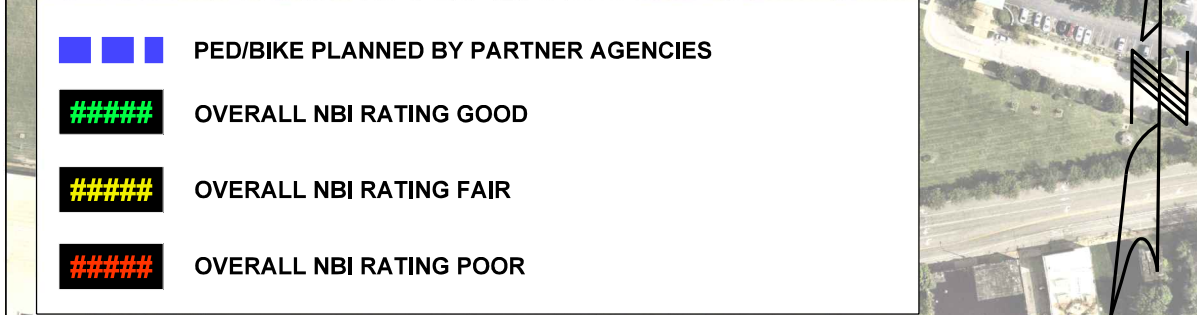 PED/BIKE PLANNED BY PARTNER AGENCIES
##### OVERALL NBI RATING GOOD
##### OVERALL NBI RATING FAIR
##### OVERALL NBI RATING POOR
N